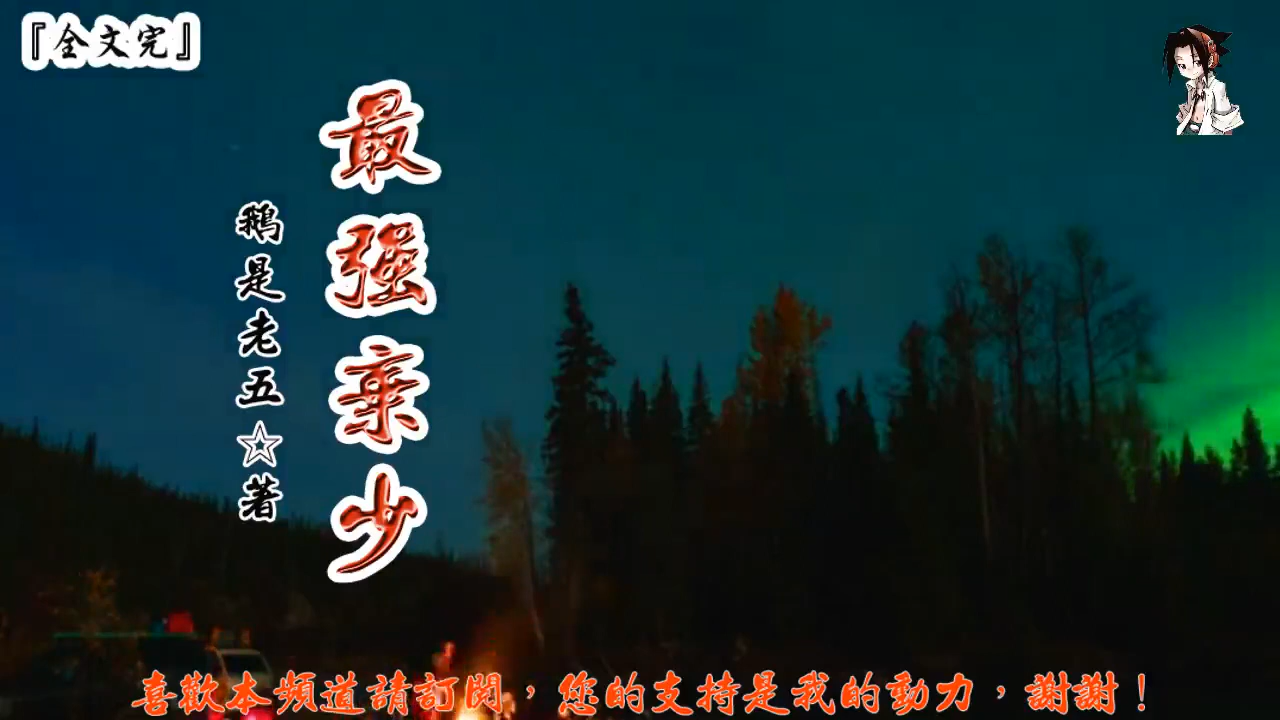 『全文完』
最強棄少
鵝是老五☆著
喜歡本頻道請訂閱，您的支持是我的動力，謝謝！